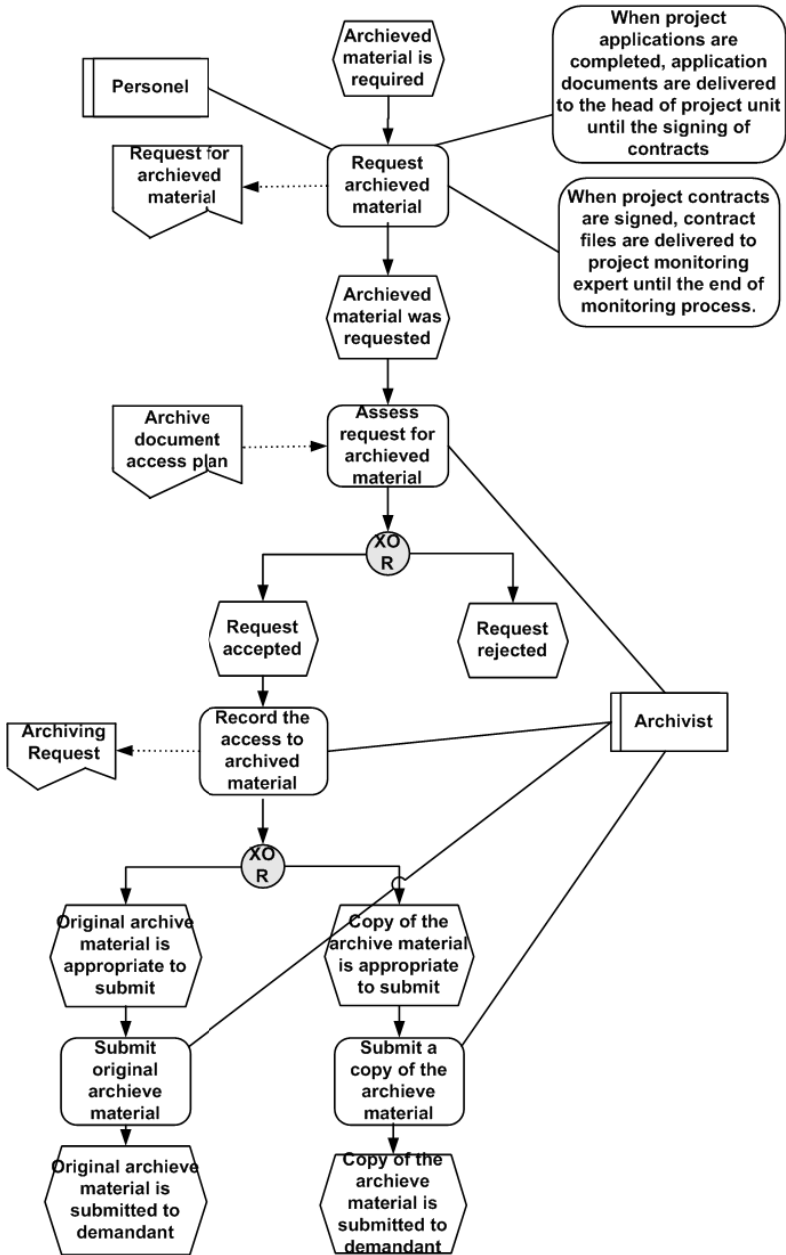 Archieved
material is
required
When project
applications are
completed, application
documents are delivered
to the head of project unit
until the signing of
contracts
Personel
Request for
archieved
material
Request
archieved
material
When project contracts
are signed, contract
files are delivered to
project monitoring
expert until the end of
monitoring process.
Archieved
material was
requested
Archive
document
access plan
Assess
request for
archieved
material
XO
R
Request
accepted
Request
rejected
Archiving
Request
Record the
access to
archived
material
Archivist
XO
R
Original archive
material is
appropriate to
submit
Copy of the
archive material
is appropriate
to submit
Submit
original
archieve
material
Submit a
copy of the
archieve
material
Original archieve
material is
submitted to
demandant
Copy of the
archieve
material is
submitted to
demandant